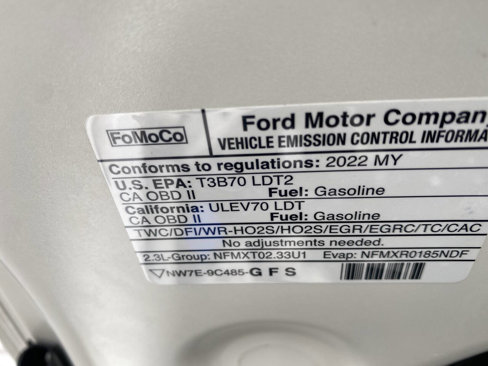 FoMoCo
Ford Motor Company
VEHICLE EMISSION CONTROL INFORMA
Conforms to regulations: 2022 MY
U.S. EPA: T3B70 LDT2
CA OBD II Fuel: Gasoline
California: ULEV70 LDT
CA OBD II Fuel: Gasoline
TWC/DFI/WR-HO2S/HO2S/EGR/EGRC/TC/CAC
No adjustments needed.
2.3L-Group: NFMXT02.33U1 Evap: NFMXR0185NDF
NW7E-9C485-GFS